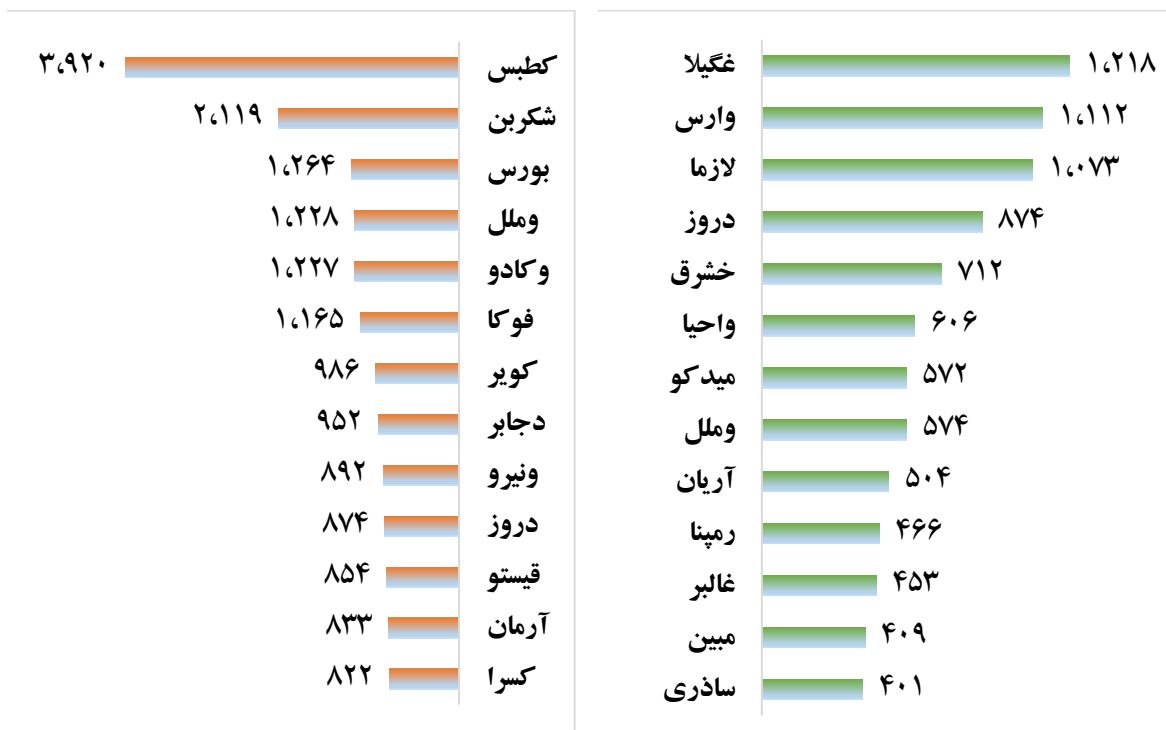 غگیلا ۱،۲۱۸
وارس ۱،۱۱۲
لازما ۱،۰۷۳
دروز ۸۷۴
خشرق ۷۱۲
واحیا ۶۰۶
میدکو ۵۷۲
وملل ۵۷۴
آریان ۵۰۴
رمپنا ۴۶۶
غالبر ۴۵۳
مبین ۴۰۹
ساذری ۴۰۱
کطبس ۳،۹۲۰
شکربن ۲،۱۱۹
بورس ۱،۲۶۴
وملل ۱،۲۲۸
وکادو ۱،۲۲۷
فوکا ۱،۱۶۵
کویر ۹۸۶
دجابر ۹۵۲
ونیرو ۸۹۲
دروز ۸۷۴
قیستو ۸۵۴
آرمان ۸۳۳
کسرا ۸۲۲